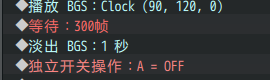 ◆播放 BGS：Clock (90, 120, 0)
◆等待：300帧
◆淡出 BGS：1 秒
◆独立开关操作：A = OFF